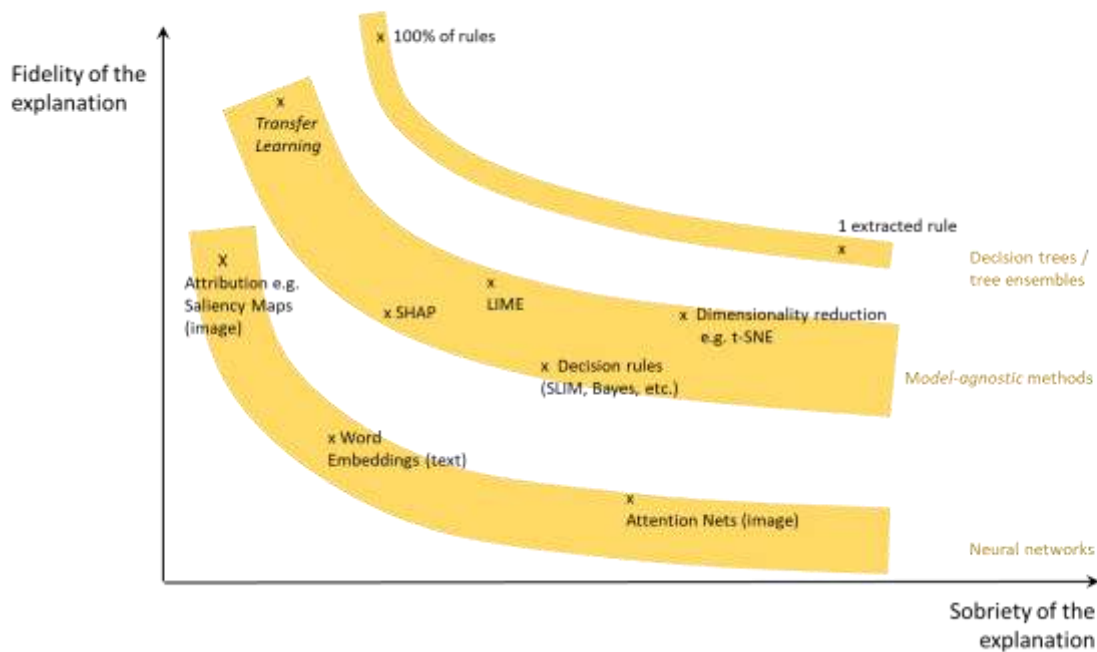 Fidelity of the
explanation
x 100% of rules
x
Transfer
Learning
1 extracted rule
x
Decision trees /
tree ensembles
X
Attribution e.g.
Saliency Maps
(image)
x SHAP
x
LIME
x Dimensionality reduction
e.g. t-SNE
x Decision rules
(SLIM, Bayes, etc.)
Model-agnostic methods
x Word
Embeddings (text)
x
Attention Nets (image)
Neural networks
Sobriety of the
explanation